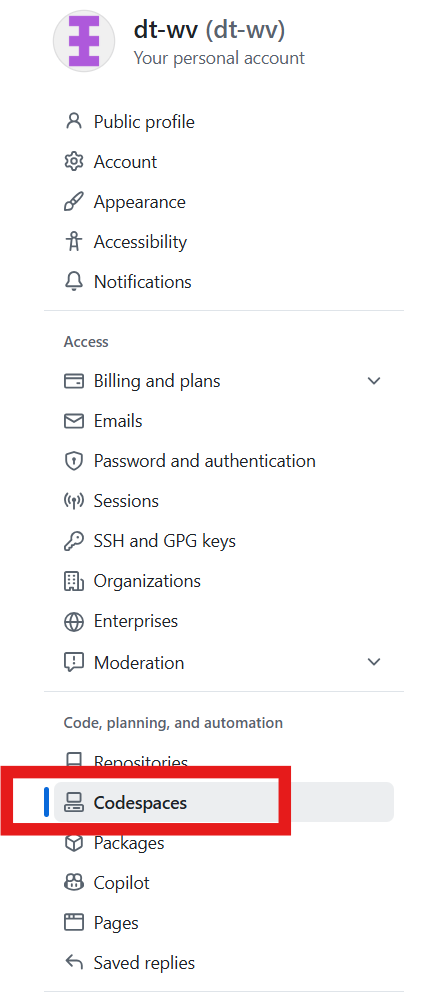 dt-wv (dt-wv)
Your personal account
Public profile
Account
Appearance
Accessibility
Notifications
Access
Billing and plans
Emails
Password and authentication
Sessions
SSH and GPG keys
Organizations
Enterprises
Moderation
Code, planning, and automation
Repositories
Codespaces
Packages
Copilot
Pages
Saved replies